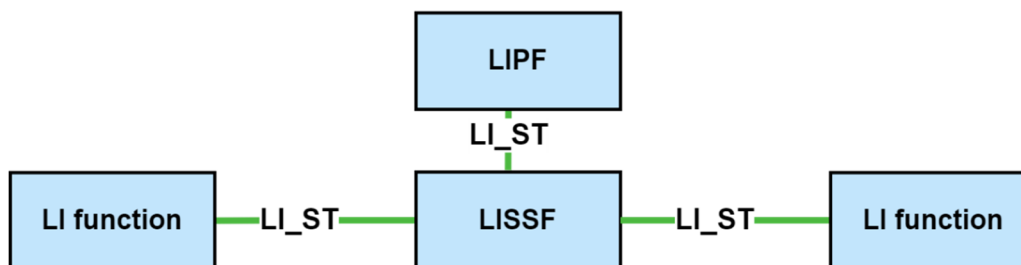 LIPF
LI_ST
LI function LI_ST LISSF LI_ST LI function